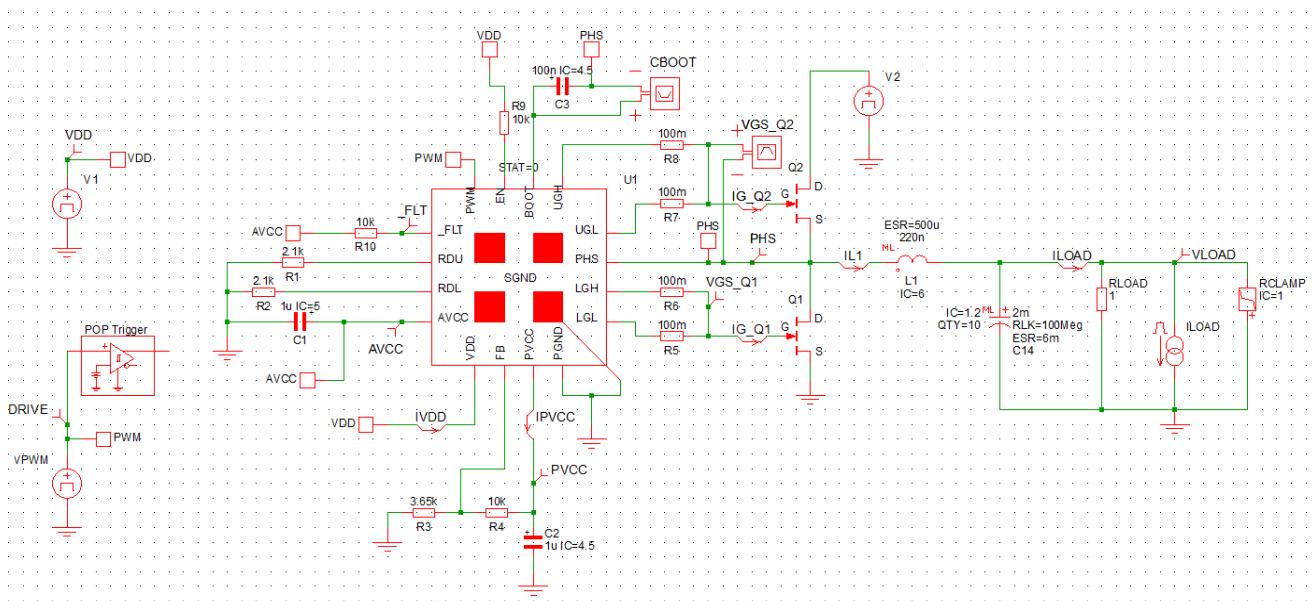 VDD
PHS
CBOOT
100n IC=4.5
C3
V2
R9
10k
VDD
VDD
V1
PWM
STAT=0
U1
100m
R8
VGS_Q2
Q2
D
G
S
100m
R7
IG_Q2
PWM
EN
BOOT
UGH
_FLT
AVCC
10k
R10
_FLT
UGL
2.1k
R1
RDU
PHS
PHS
PHS
SGND
2.1k
R2
RDL
LGH
100m
R6
VGS_Q1
Q1
D
G
S
1u IC=5
C1
AVCC
LGL
100m
R5
IG_Q1
AVCC
AVCC
VDD
FB
PVCC
PGND
IL1
ESR=500u
220n
ML
L1
IC=6
ILOAD
VLOAD
RLOAD
1
RCLAMP
IC=1
IC=1.2
QTY=10
ML
2m
RLK=100Meg
ESR=6m
C14
ILOAD
POP Trigger
DRIVE
PWM
VPWM
VDD
IVDD
IPVCC
PVCC
3.65k
R3
10k
R4
C2
1u IC=4.5